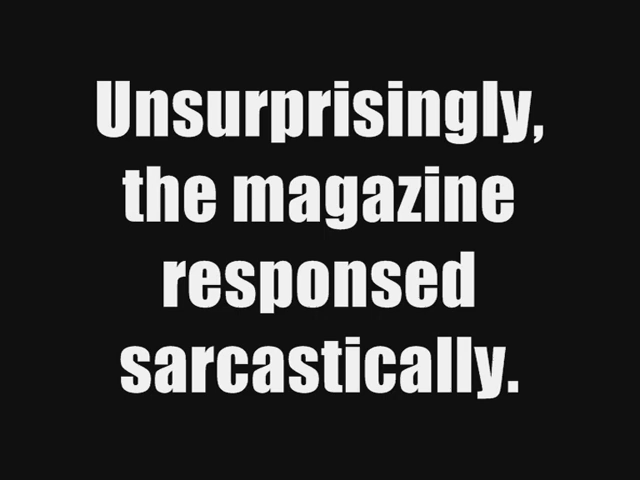 Unsurprisingly,
the magazine
responsed
sarcastically.